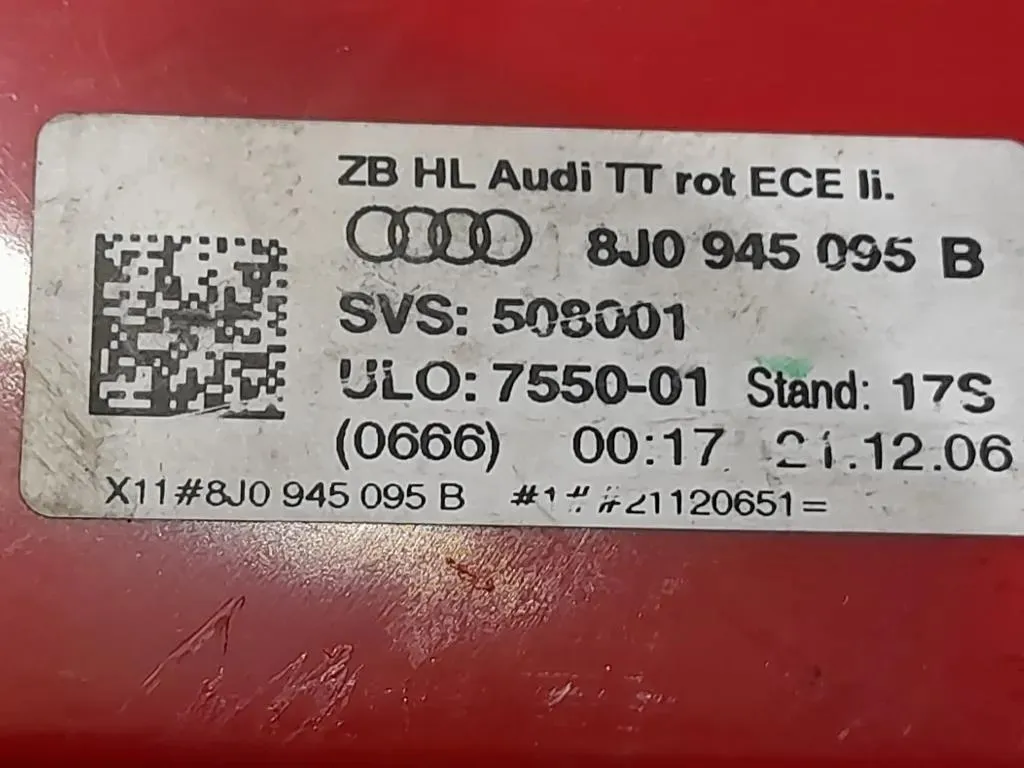 ZB HL Audi TT rot ECE li.
8J0 945 095 B
SVS: 508001
ULO: 7550-01 Stand: 17S
(0666) 00:17 21.12.06
X11#8J0 945 095 B #1##21120651=